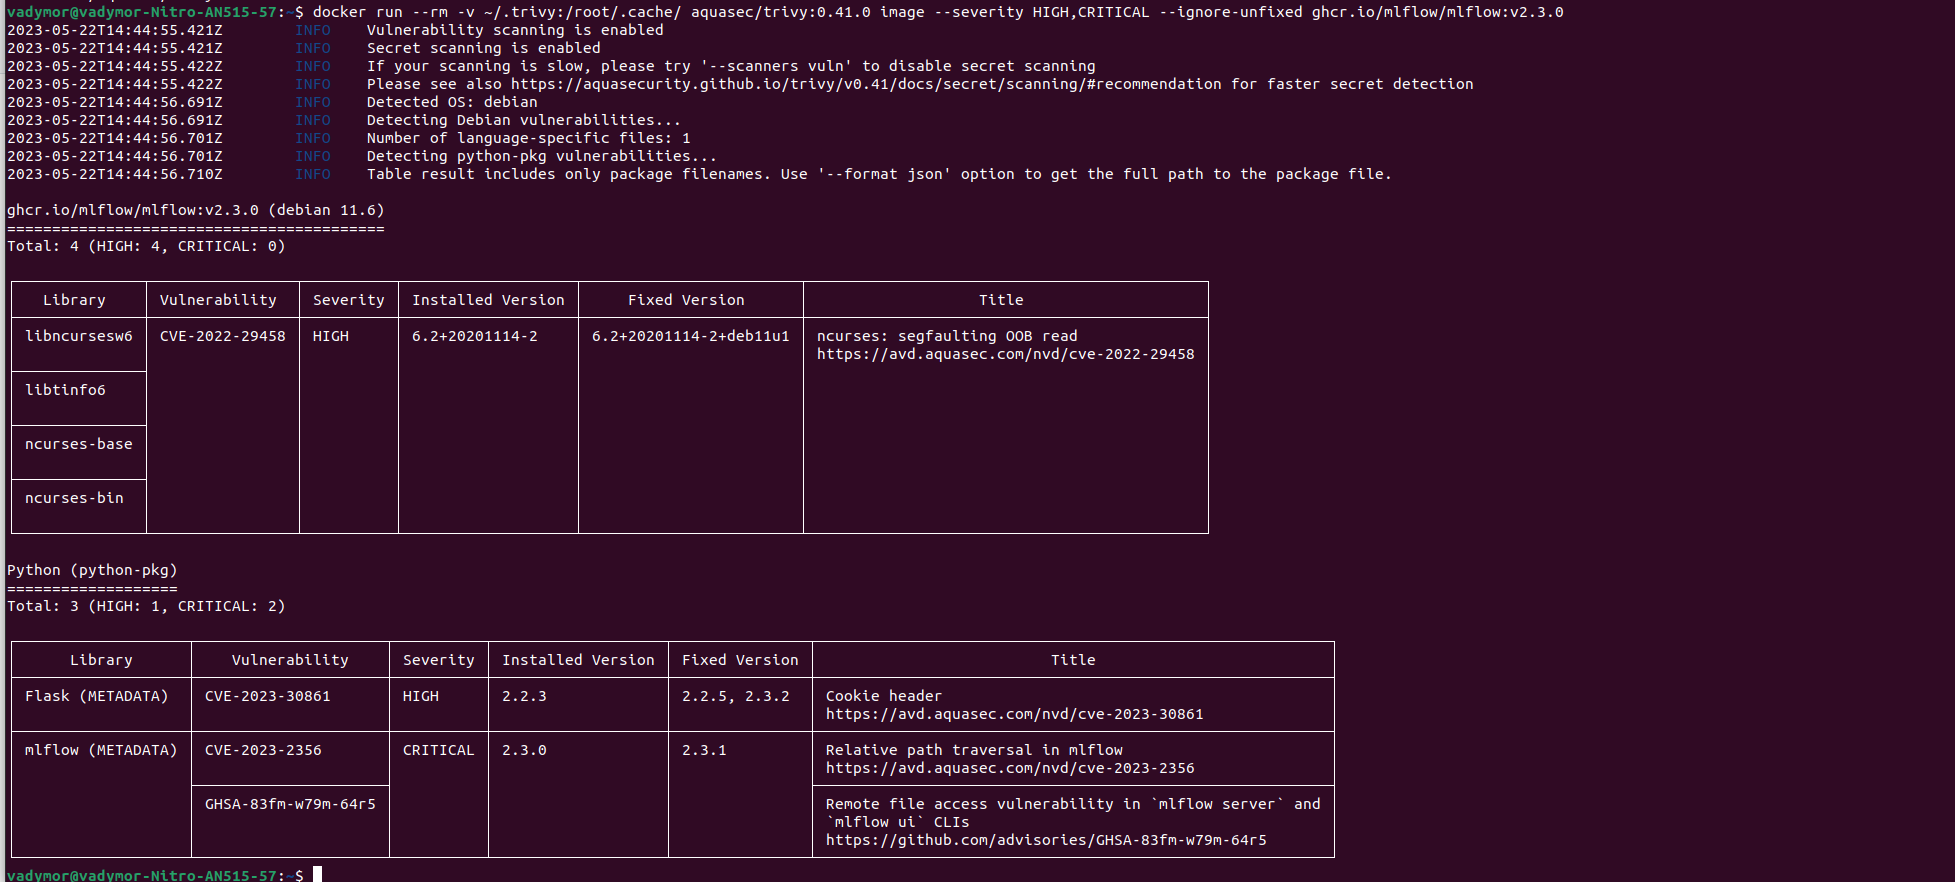 vadymor@vadymor-Nitro-AN515-57:~$ docker run --rm -v ~/.trivy:/root/.cache/ aquasec/trivy:0.41.0 image --severity HIGH,CRITICAL --ignore-unfixed ghcr.io/mlflow/mlflow:v2.3.0
2023-05-22T14:44:55.421Z INFO Vulnerability scanning is enabled
2023-05-22T14:44:55.421Z INFO Secret scanning is enabled
2023-05-22T14:44:55.422Z INFO If your scanning is slow, please try '--scanners vuln' to disable secret scanning
2023-05-22T14:44:55.422Z INFO Please see also https://aquasecurity.github.io/trivy/v0.41/docs/secret/scanning/#recommendation for faster secret detection
2023-05-22T14:44:56.691Z INFO Detected OS: debian
2023-05-22T14:44:56.691Z INFO Detecting Debian vulnerabilities...
2023-05-22T14:44:56.701Z INFO Number of language-specific files: 1
2023-05-22T14:44:56.701Z INFO Detecting python-pkg vulnerabilities...
2023-05-22T14:44:56.710Z INFO Table result includes only package filenames. Use '--format json' option to get the full path to the package file.
ghcr.io/mlflow/mlflow:v2.3.0 (debian 11.6)
==========================================
Total: 4 (HIGH: 4, CRITICAL: 0)
Library Vulnerability Severity Installed Version Fixed Version Title
libncursesw6 CVE-2022-29458 HIGH 6.2+20201114-2 6.2+20201114-2+deb11u1 ncurses: segfaulting OOB read
https://avd.aquasec.com/nvd/cve-2022-29458
libtinfo6
ncurses-base
ncurses-bin
Python (python-pkg)
===================
Total: 3 (HIGH: 1, CRITICAL: 2)
Library Vulnerability Severity Installed Version Fixed Version Title
Flask (METADATA) CVE-2023-30861 HIGH 2.2.3 2.2.5, 2.3.2 Cookie header
https://avd.aquasec.com/nvd/cve-2023-30861
mlflow (METADATA) CVE-2023-2356 CRITICAL 2.3.0 2.3.1 Relative path traversal in mlflow
https://avd.aquasec.com/nvd/cve-2023-2356
GHSA-83fm-w79m-64r5 Remote file access vulnerability in `mlflow server` and
`mlflow ui` CLIs
https://github.com/advisories/GHSA-83fm-w79m-64r5
vadymor@vadymor-Nitro-AN515-57:~$